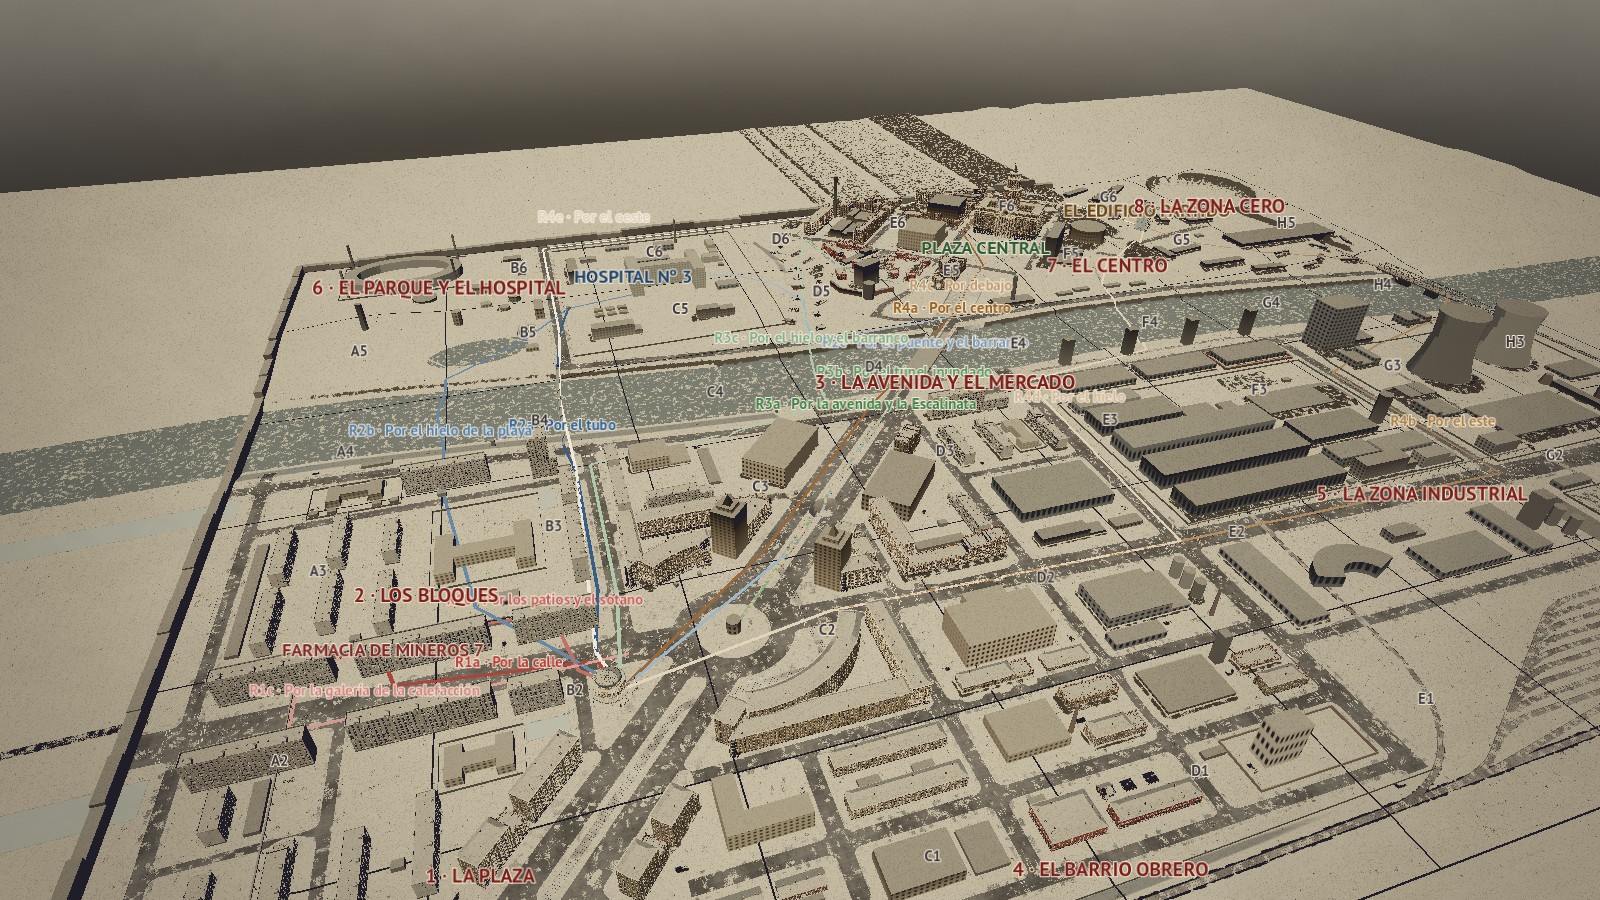 G6
EL EDIFIC
8 · LA ZONA CERO
F6
R4e · Por el oeste
E6
H5
D6
G5
C6
PLAZA CENTRAL
F5
B6
7 · EL CENTRO
E5
HOSPITAL Nº 3
6 · EL PARQUE Y EL HOSPITAL
D5
R4c · Por debajo
H4
G4
C5
R4a · Por el centro
F4
B5
R3c · Por el hielo y el barranco
puente y el barran
E4
H3
A5
D4
G3
R3b · Por el túnel inundado
3 · LA AVENIDA Y EL MERCADO
F3
C4
R4d · Por el hielo
R3a · Por la avenida y la Escalinata
B4
E3
R4b · Por el este
R2b · Por el hielo de la playa
Por el tubo
A4
D3
G2
C3
5 · LA ZONA INDUSTRIAL
B3
E2
A3
D2
2 · LOS BLOQUES
los patios y el sótano
C2
FARMACIA DE MINEROS 7
R1a · Por la calle
R1c · Por la galería de la calefacción
B2
E1
A2
D1
C1
1 · LA PLAZA
4 · EL BARRIO OBRERO